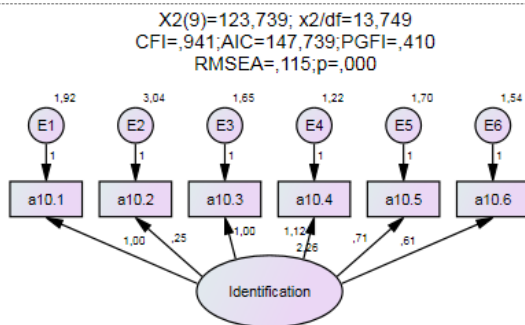 X2(9)=123,739; x2/df=13,749
CFI=,941;AIC=147,739;PGFI=,410
RMSEA=,115;p=,000
1,92 3,04 1,65 1,22 1,70 1,54
E1 E2 E3 E4 E5 E6
1 1 1 1 1 1
a10.1 a10.2 a10.3 a10.4 a10.5 a10.6
1,00 ,25 1,00 1,12 ,71 ,61
2,26
Identification